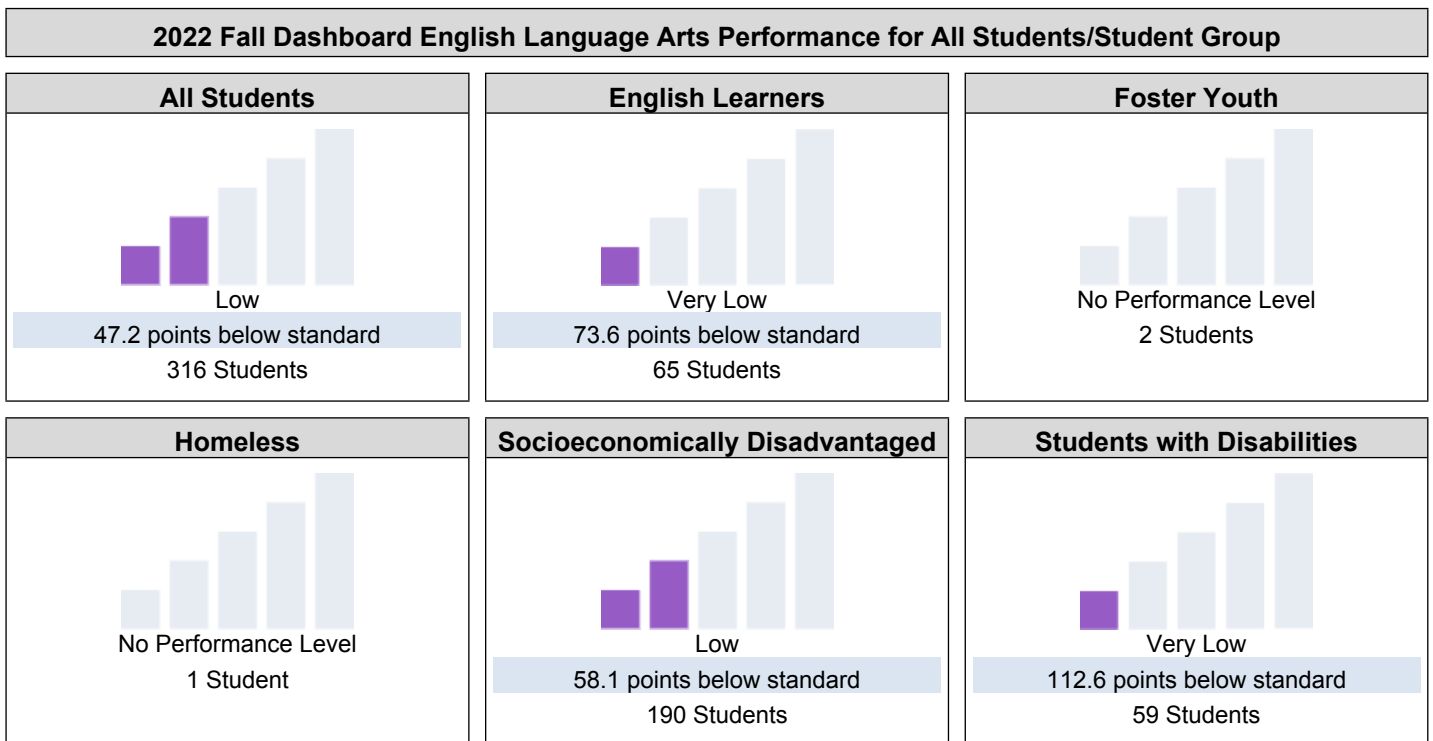 2022 Fall Dashboard English Language Arts Performance for All Students/Student Group
All Students
Low
47.2 points below standard
316 Students
English Learners
Very Low
73.6 points below standard
65 Students
Foster Youth
No Performance Level
2 Students
Homeless
No Performance Level
1 Student
Socioeconomically Disadvantaged
Low
58.1 points below standard
190 Students
Students with Disabilities
Very Low
112.6 points below standard
59 Students